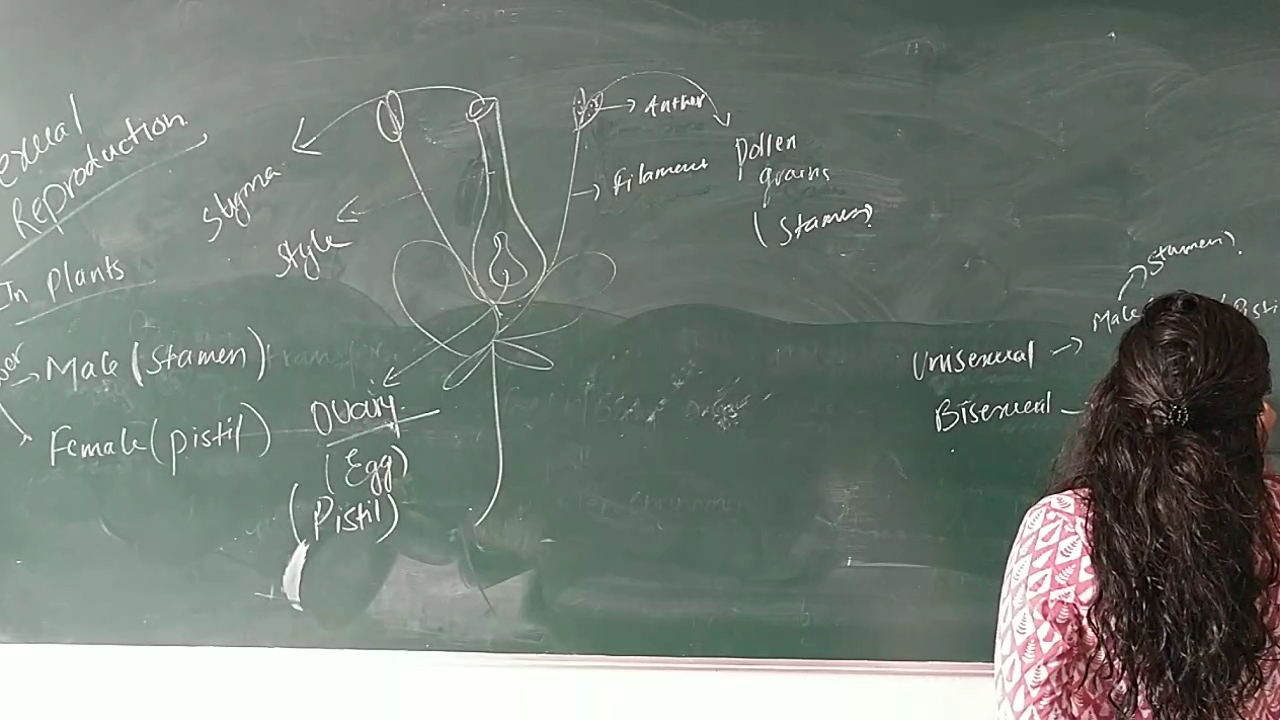 Reproduction
In Plants
Male (Stamen)
Female (pistil)
Stigma
Style
Ovary
(Egg)
(Pistil)
Anther
Filament
Pollen
grains
(Stamen)
Stamen)
Male
Unisexual
Bisexual